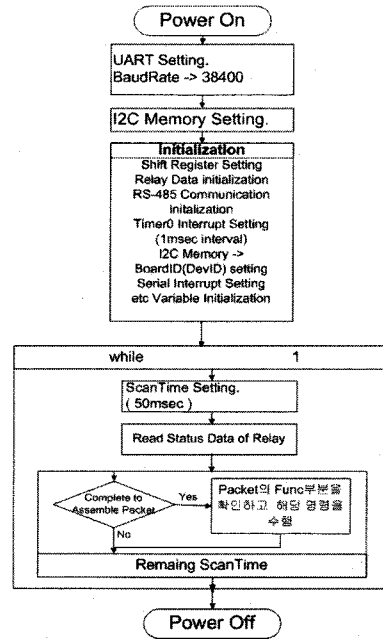 Power On
UART Setting.
BaudRate -> 38400
I2C Memory Setting.
Initialization
Shift Register Setting
Relay Data initialization
RS-485 Communication
initalization
Timer0 Interrupt Setting
(1msec interval)
I2C Memory ->
BoardID(DevID) setting
Serial Interrupt Setting
etc Variable Initialization
while 1
ScanTime Setting.
( 50msec )
Read Status Data of Relay
Complete to
Assemble Packet
Yes
Packet의 Func부분을
확인하고 해당 명령을
수행
No
Remaing ScanTime
Power Off